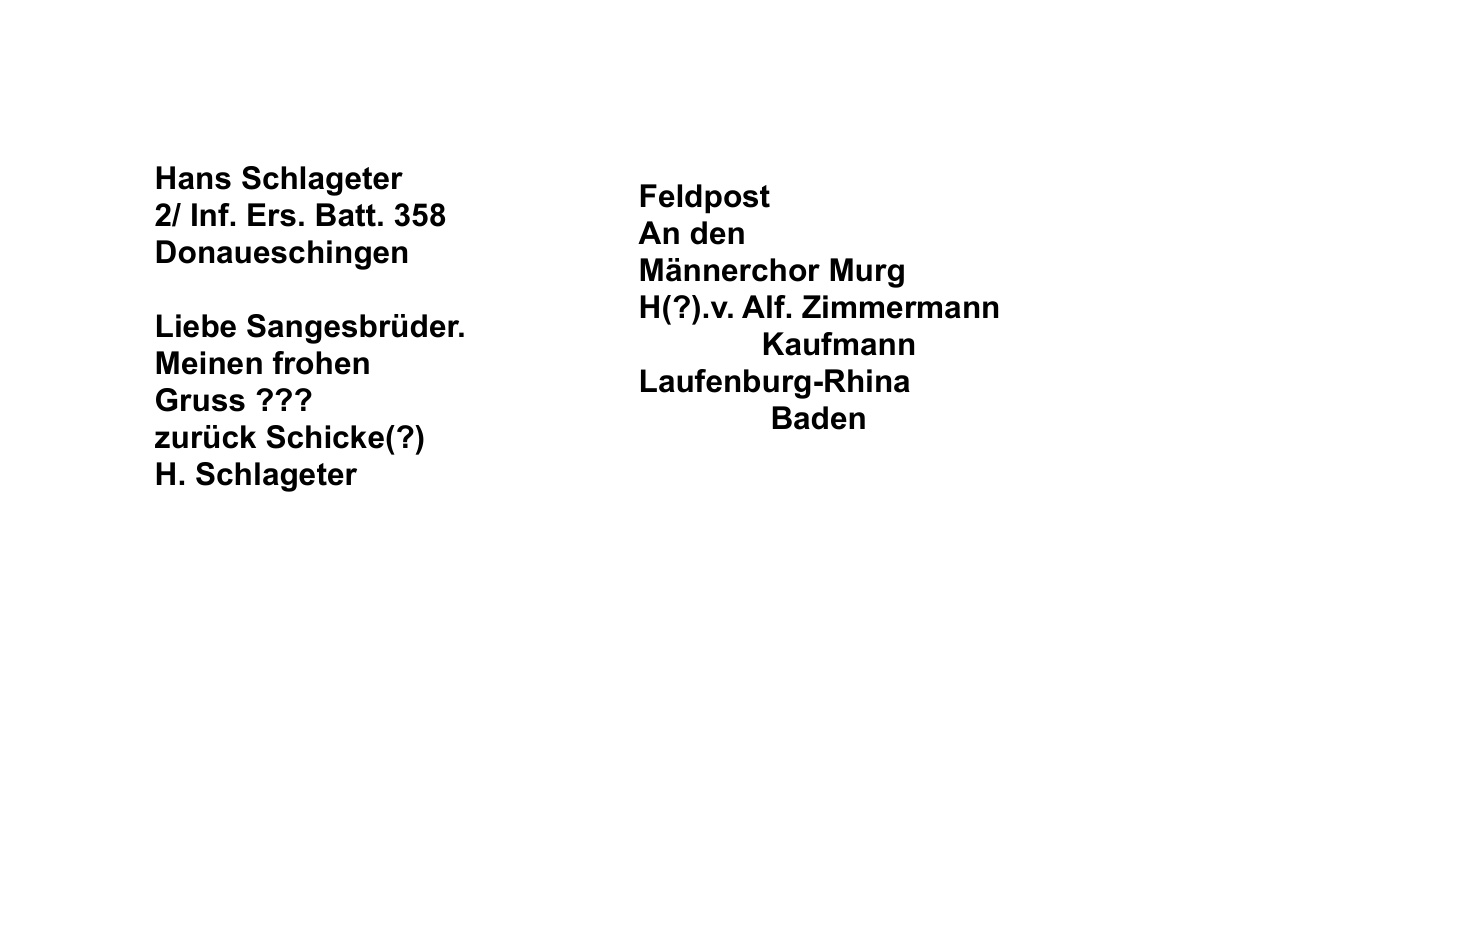 Hans Schlageter
2/ Inf. Ers. Batt. 358
Donaueschingen
Liebe Sangesbrüder.
Meinen frohen
Gruss ???
zurück Schicke(?)
H. Schlageter
Feldpost
An den
Männerchor Murg
H(?).v. Alf. Zimmermann
Kaufmann
Laufenburg-Rhina
Baden